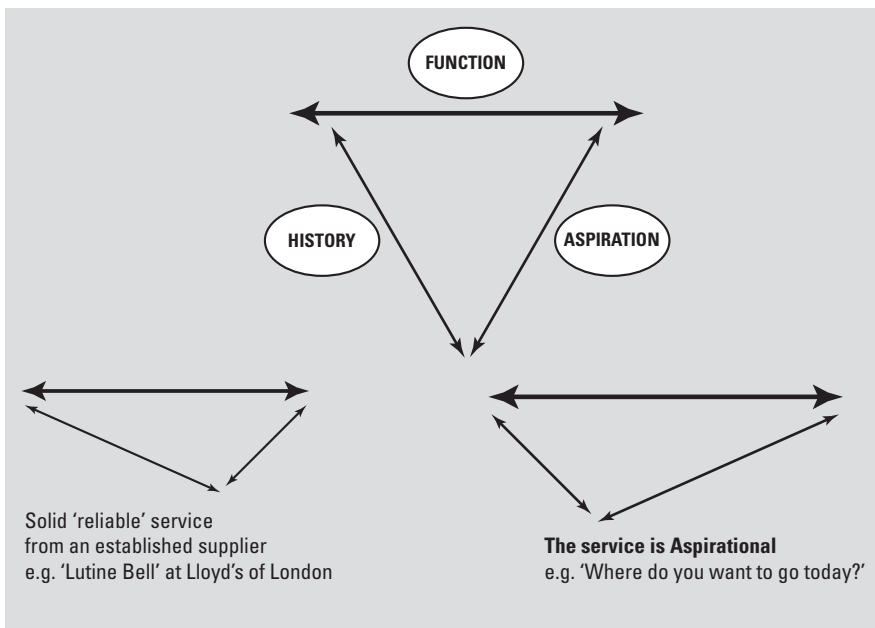 FUNCTION
HISTORY
ASPIRATION
Solid ‘reliable’ service
from an established supplier
e.g. ‘Lutine Bell’ at Lloyd’s of London
The service is Aspirational
e.g. ‘Where do you want to go today?’